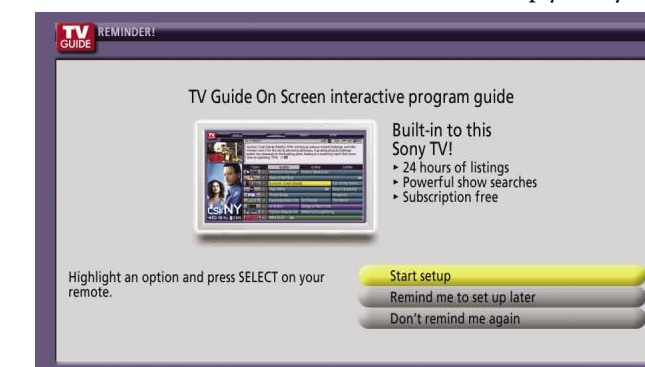 TV
GUIDE
REMINDER!
TV Guide On Screen interactive program guide
Built-in to this
Sony TV!
▸ 24 hours of listings
▸ Powerful show searches
▸ Subscription free
CSI:NY
Highlight an option and press SELECT on your
remote.
Start setup
Remind me to set up later
Don't remind me again